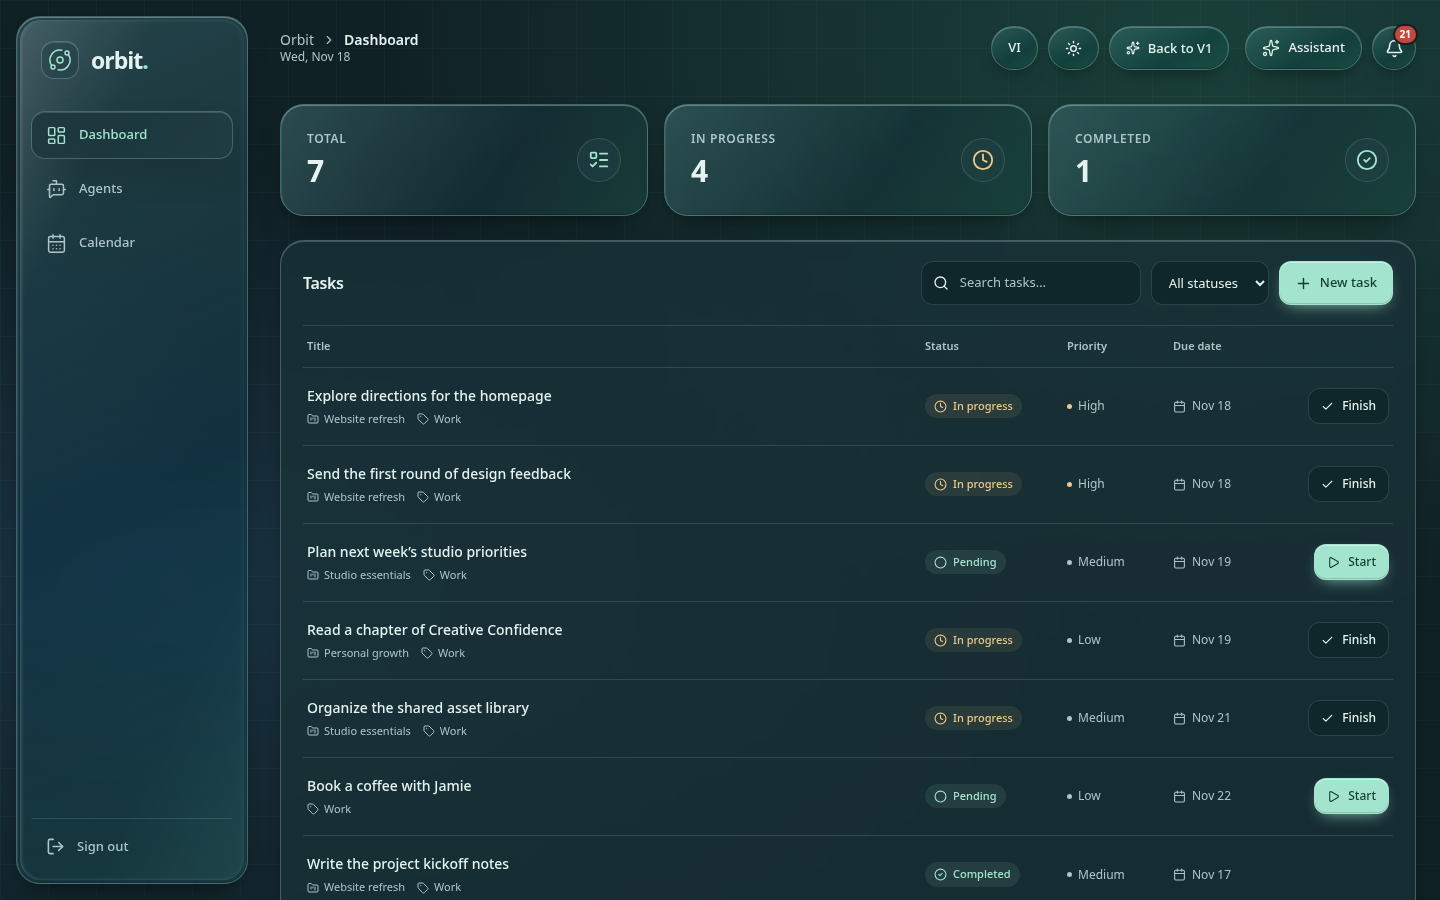 orbit.
Dashboard
Agents
Calendar
Sign out
Orbit > Dashboard
Wed, Nov 18
VI
Back to V1
Assistant
21
TOTAL
7
IN PROGRESS
4
COMPLETED
1
Tasks
Search tasks...
All statuses
New task
Title Status Priority Due date
Explore directions for the homepage
Website refresh Work
In progress High Nov 18 Finish
Send the first round of design feedback
Website refresh Work
In progress High Nov 18 Finish
Plan next week’s studio priorities
Studio essentials Work
Pending Medium Nov 19 Start
Read a chapter of Creative Confidence
Personal growth Work
In progress Low Nov 19 Finish
Organize the shared asset library
Studio essentials Work
In progress Medium Nov 21 Finish
Book a coffee with Jamie
Work
Pending Low Nov 22 Start
Write the project kickoff notes
Website refresh Work
Completed Medium Nov 17